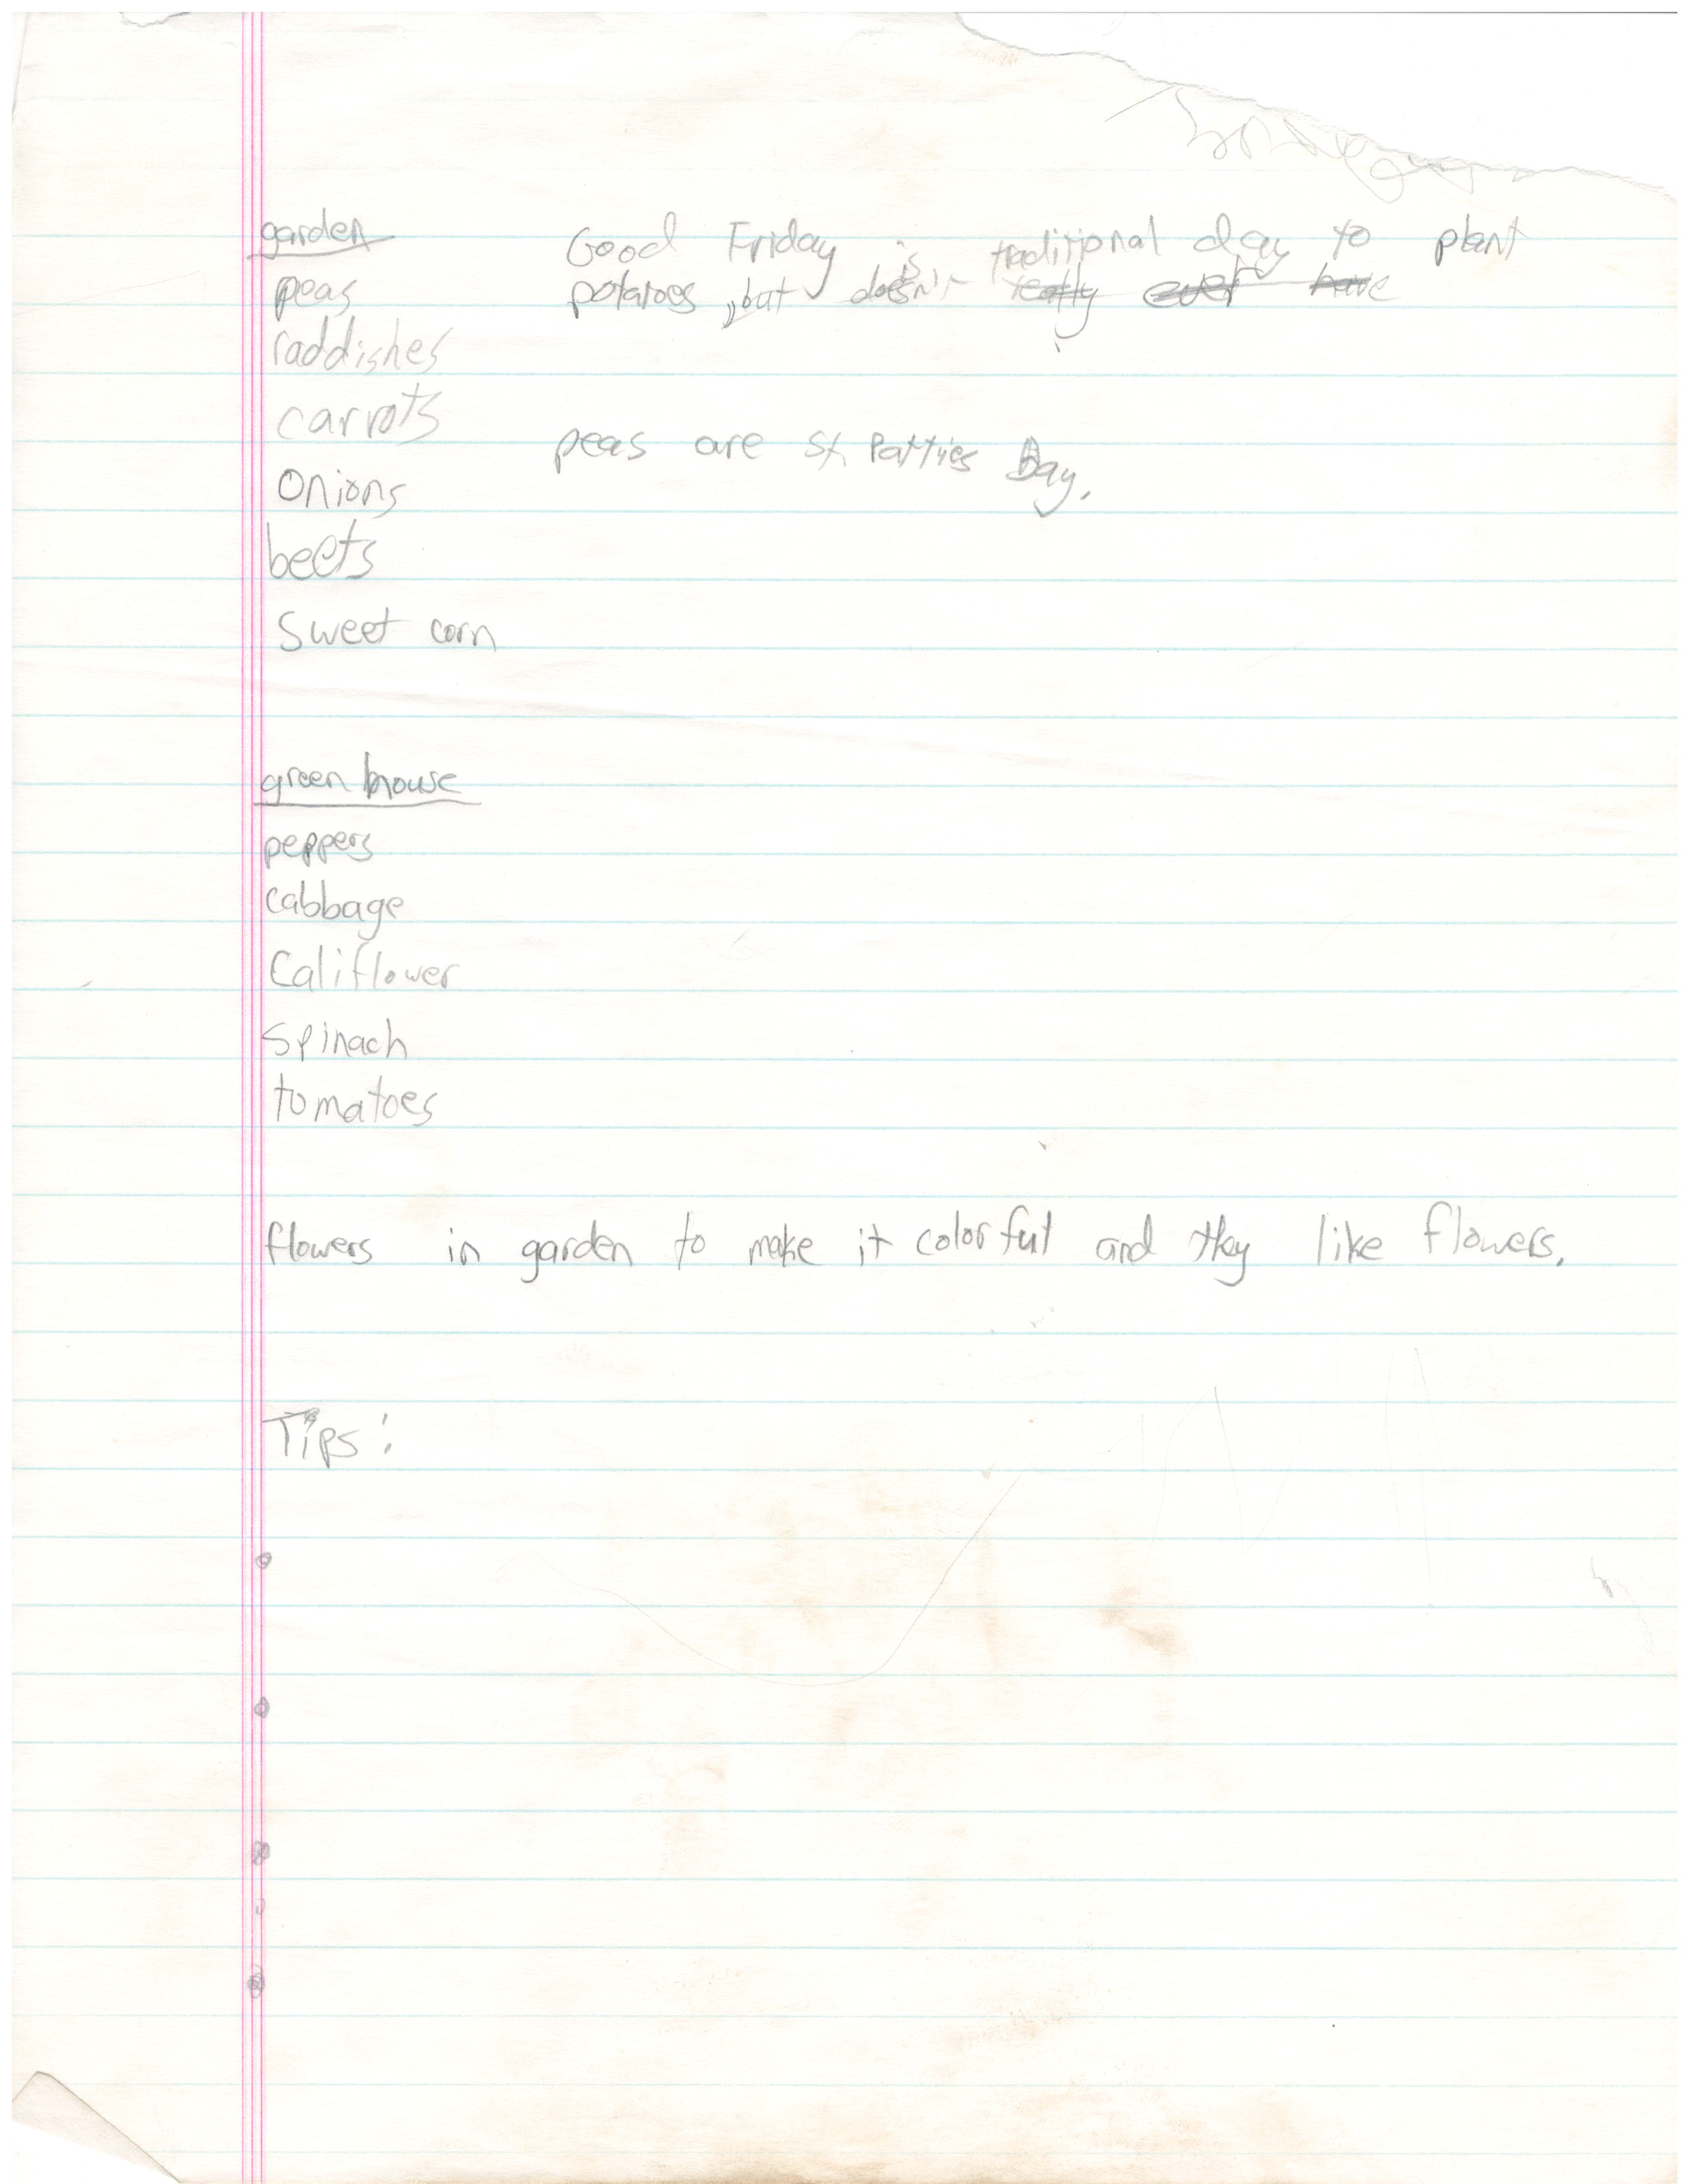 garden
Good Friday is traditional day to plant
peas
potatoes, but doesn't really ever have
raddishes
carrots
peas are St. Patties Day.
Onions
beets
Sweet corn
green house
peppers
cabbage
Califlower
Spinach
tomatoes
flowers in garden to make it colorful and they like flowers.
Tips: